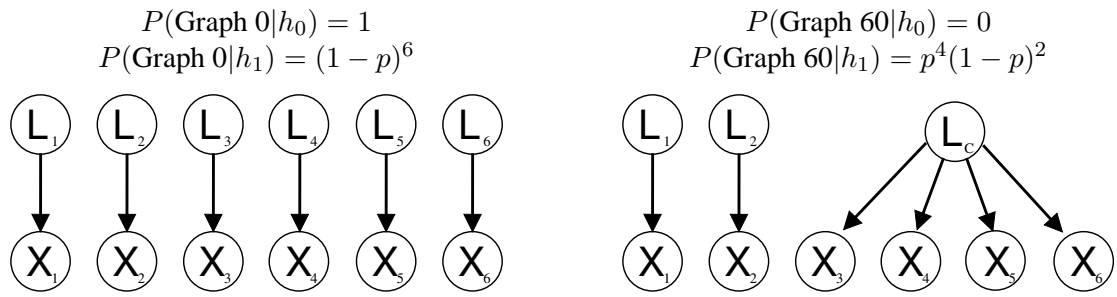 P(Graph 0|h₀) = 1
P(Graph 0|h₁) = (1 − p)⁶
L₁ L₂ L₃ L₄ L₅ L₆
X₁ X₂ X₃ X₄ X₅ X₆
P(Graph 60|h₀) = 0
P(Graph 60|h₁) = p⁴(1 − p)²
L₁ L₂ L_C
X₁ X₂ X₃ X₄ X₅ X₆